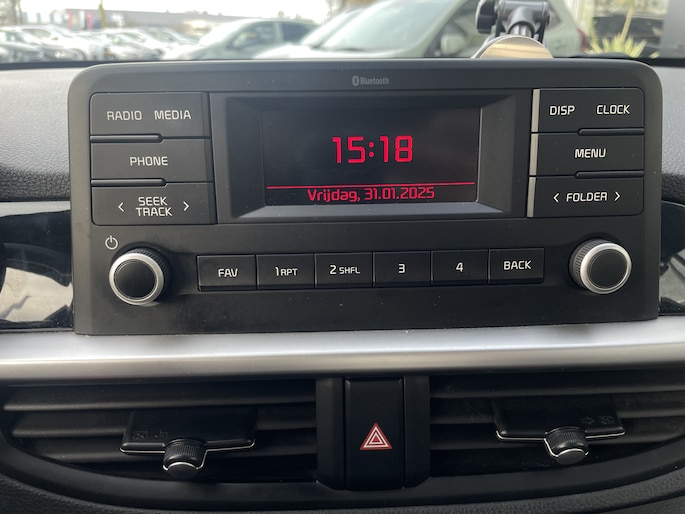 Bluetooth
RADIO MEDIA
PHONE
< SEEK TRACK >
15:18
Vrijdag, 31.01.2025
DISP CLOCK
MENU
< FOLDER >
FAV
1 RPT
2 SHFL
3
4
BACK